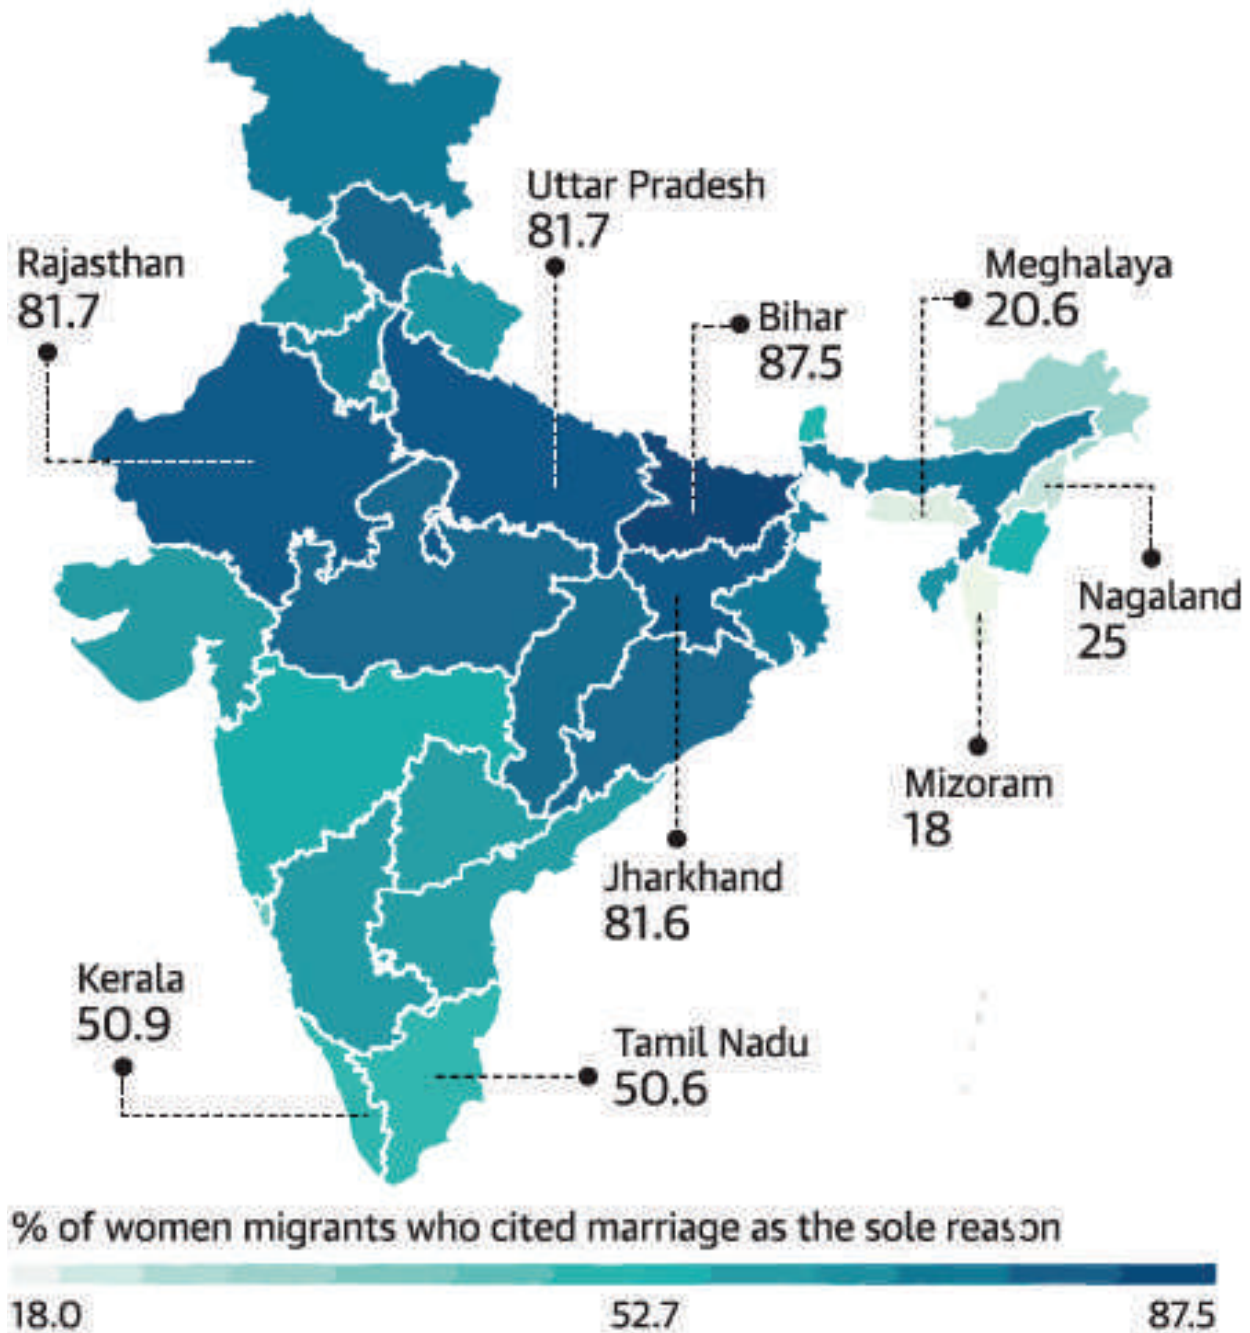 Uttar Pradesh
81.7
Rajasthan
81.7
Meghalaya
20.6
Bihar
87.5
Nagaland
25
Mizoram
18
Jharkhand
81.6
Kerala
50.9
Tamil Nadu
50.6
% of women migrants who cited marriage as the sole reason
18.0 52.7 87.5